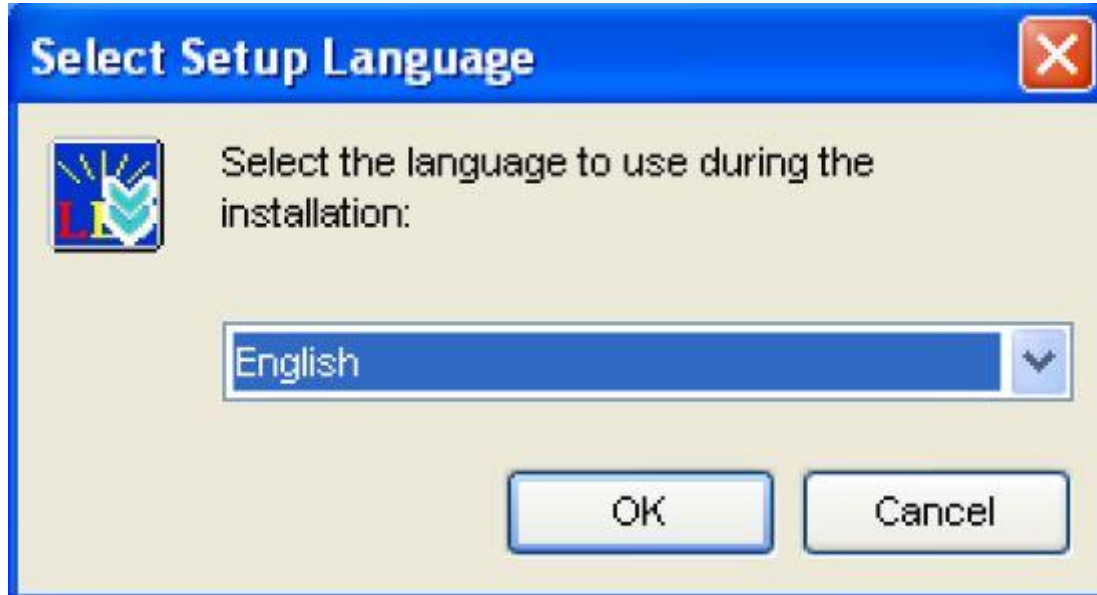 Select Setup Language
Select the language to use during the
installation:
English
OK
Cancel